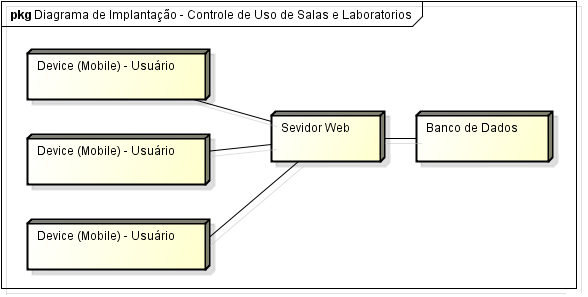 pkg Diagrama de Implantação - Controle de Uso de Salas e Laboratorios
Device (Mobile) - Usuário
Device (Mobile) - Usuário
Sevidor Web
Banco de Dados
Device (Mobile) - Usuário